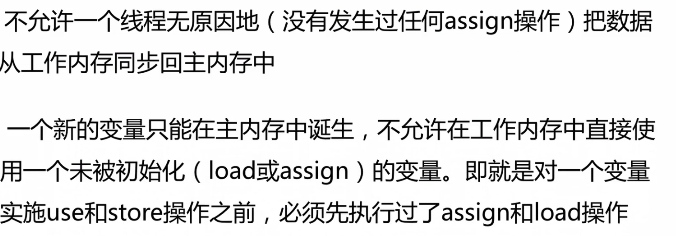 不允许一个线程无原因地（没有发生过任何assign操作）把数据
从工作内存同步回主内存中
一个新的变量只能在主内存中诞生，不允许在工作内存中直接使
用一个未被初始化（load或assign）的变量。即就是对一个变量
实施use和store操作之前，必须先执行过了assign和load操作